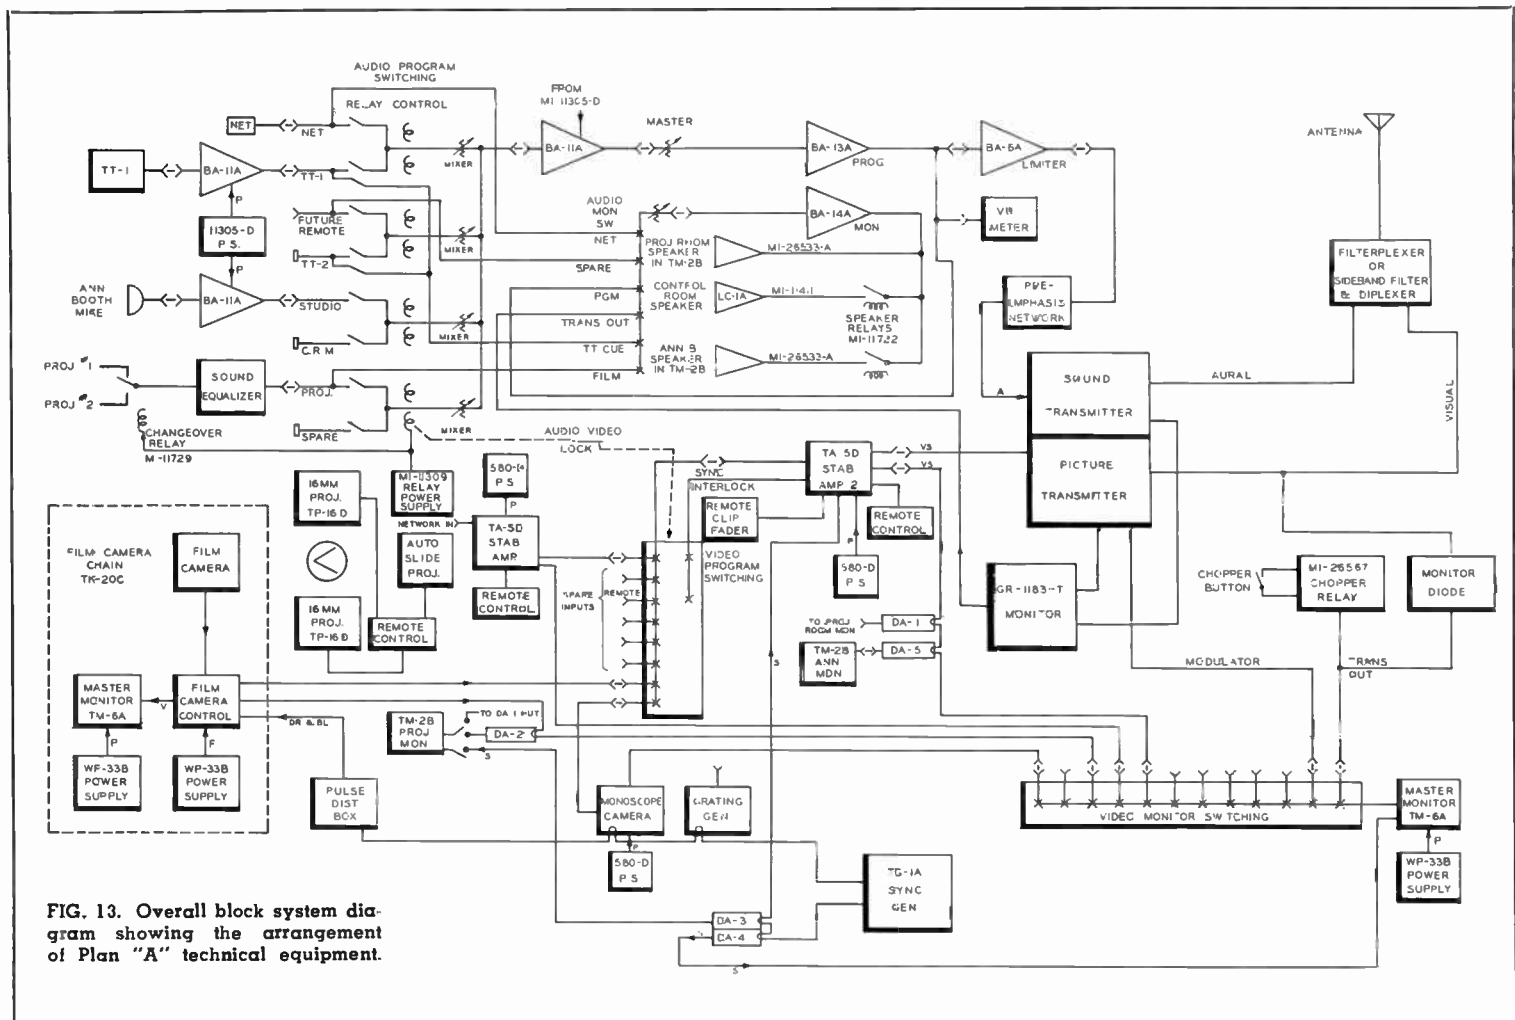 AUDIO PROGRAM
SWITCHING
RELAY CONTROL
NET
NET
TT-1
BA-11A
TT-1
P
11305-D
P. S.
P
FUTURE
REMOTE
TT-2
ANN
BOOTH
MIKE
BA-11A
STUDIO
C.R M
PROJ #1
PROJ #2
SOUND
EQUALIZER
PROJ.
SPARE
CHANGEOVER
RELAY
M-11729
MIXER
MIXER
MIXER
MIXER
FROM
MI-11305-D
BA-11A
MASTER
BA-13A
PROG
BA-6A
LIMITER
AUDIO
MON
SW
NET
SPARE
PGM
TRANS OUT
TT CUE
FILM
BA-14A
MON
PROJ ROOM
SPEAKER
IN TM-2B
MI-26533-A
CONTROL
ROOM
SPEAKER
LC-1A
SPEAKER
RELAYS
MI-11722
ANN B
SPEAKER
IN TM-2B
MI-26533-A
METER
PRE-
EMPHASIS
NETWORK
A
ANTENNA
FILTERPLEXER
OR
SIDEBAND FILTER
& DIPLEXER
SOUND
TRANSMITTER
PICTURE
TRANSMITTER
AURAL
VISUAL
AUDIO VIDEO
LOCK
16MM
PROJ.
TP-16 D
MI-11309
RELAY
POWER
SUPPLY
580-D
P S
P
NETWORK IN
TA-5D
STAB
AMP.
AUTO
SLIDE
PROJ.
REMOTE
CONTROL
16 MM
PROJ.
TP-16 D
REMOTE
CONTROL
SPARE
INPUTS
REMOTE
SYNC
INTERLOCK
REMOTE
CLIP
FADER
VIDEO
PROGRAM
SWITCHING
TA 5D
STAB
AMP 2
VS
VS
REMOTE
CONTROL
P
580-D
P S
TO PROJ
ROOM MON
DA-1
TM-2B
ANN
MON
DA-5
S
GR-1183-T
MONITOR
CHOPPER
BUTTON
MI-26567
CHOPPER
RELAY
MONITOR
DIODE
MODULATOR
TRANS
OUT
FILM CAMERA
CHAIN
TK-20C
FILM
CAMERA
MASTER
MONITOR
TM-6A
V
FILM
CAMERA
CONTROL
DR & BL
P
P
WP-33B
POWER
SUPPLY
WP-33B
POWER
SUPPLY
PULSE
DIST
BOX
TM-2B
PROJ
MON
TO DA 1 INPUT
DA-2
S
MONOSCOPE
CAMERA
P
580-D
P S
GRATING
GEN
TG-1A
SYNC
GEN
DA-3
DA-4
S
S
VIDEO MONITOR SWITCHING
MASTER
MONITOR
TM-6A
P
WP-33B
POWER
SUPPLY
FIG. 13. Overall block system dia-
gram showing the arrangement
of Plan "A" technical equipment.